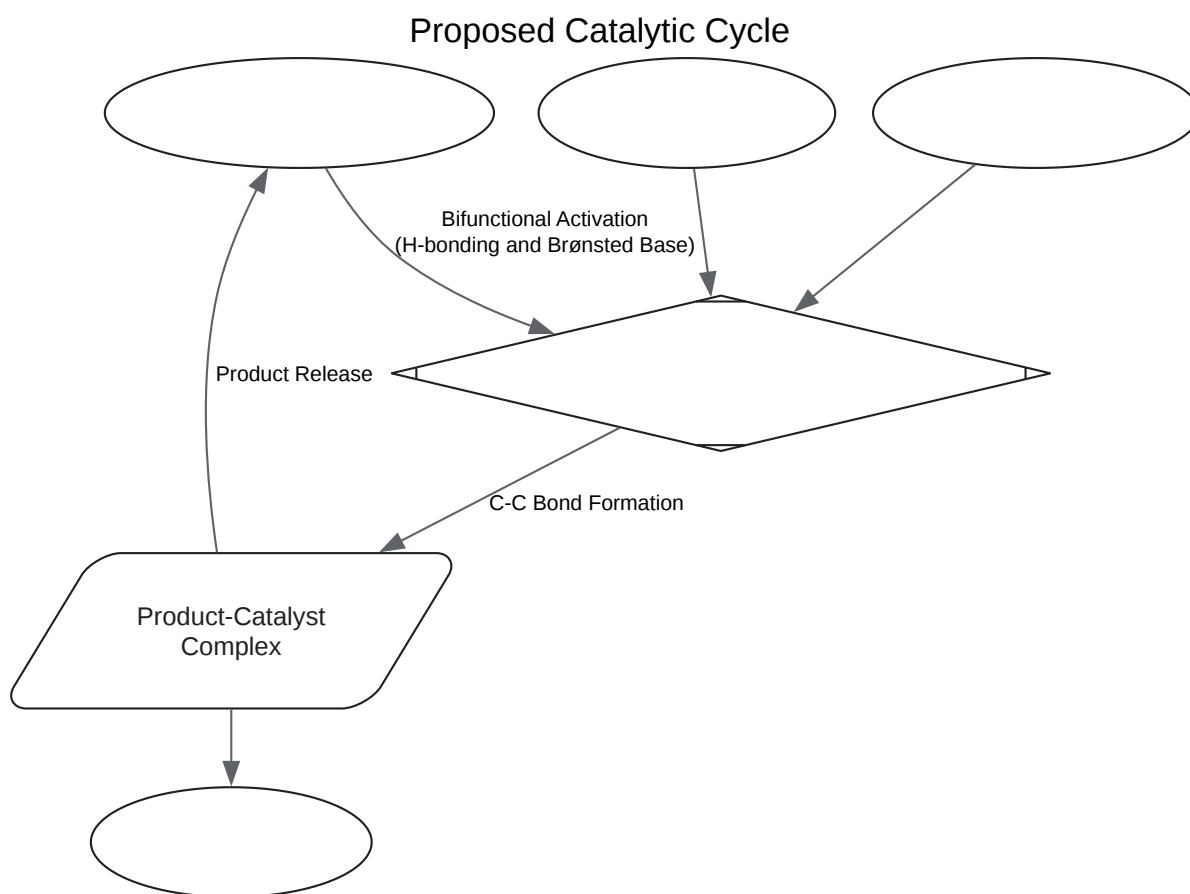 Proposed Catalytic Cycle
Bifunctional Activation
(H-bonding and Brønsted Base)
Product Release
C-C Bond Formation
Product-Catalyst
Complex